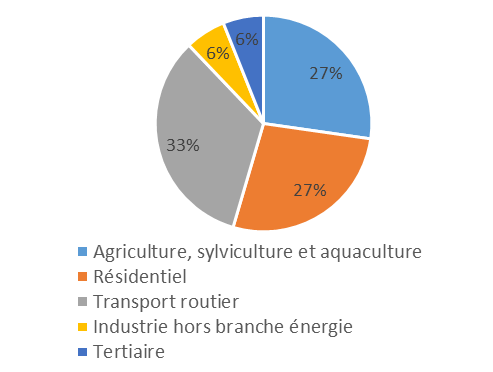 6%
6%
27%
33%
27%
Agriculture, sylviculture et aquaculture
Résidentiel
Transport routier
Industrie hors branche énergie
Tertiaire